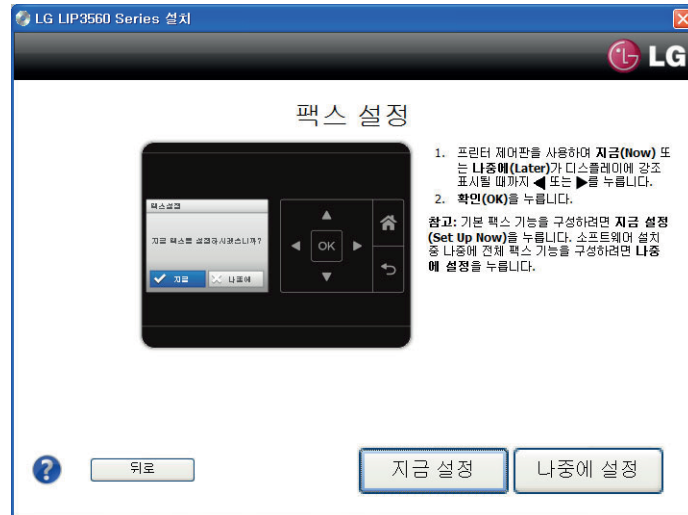 LG LIP3560 Series 설치
LG
팩스 설정
1. 프린터 제어판을 사용하여 지금(Now) 또
는 나중에(Later)가 디스플레이에 강조
표시될 때까지 ◀ 또는 ▶를 누릅니다.
2. 확인(OK)을 누릅니다.
참고: 기본 팩스 기능을 구성하려면 지금 설정
(Set Up Now)을 누릅니다. 소프트웨어 설치
중 나중에 전체 팩스 기능을 구성하려면 나중
에 설정을 누릅니다.
팩스설정
지금 팩스를 설정하시겠습니까?
지금
나중에
OK
뒤로
지금 설정
나중에 설정